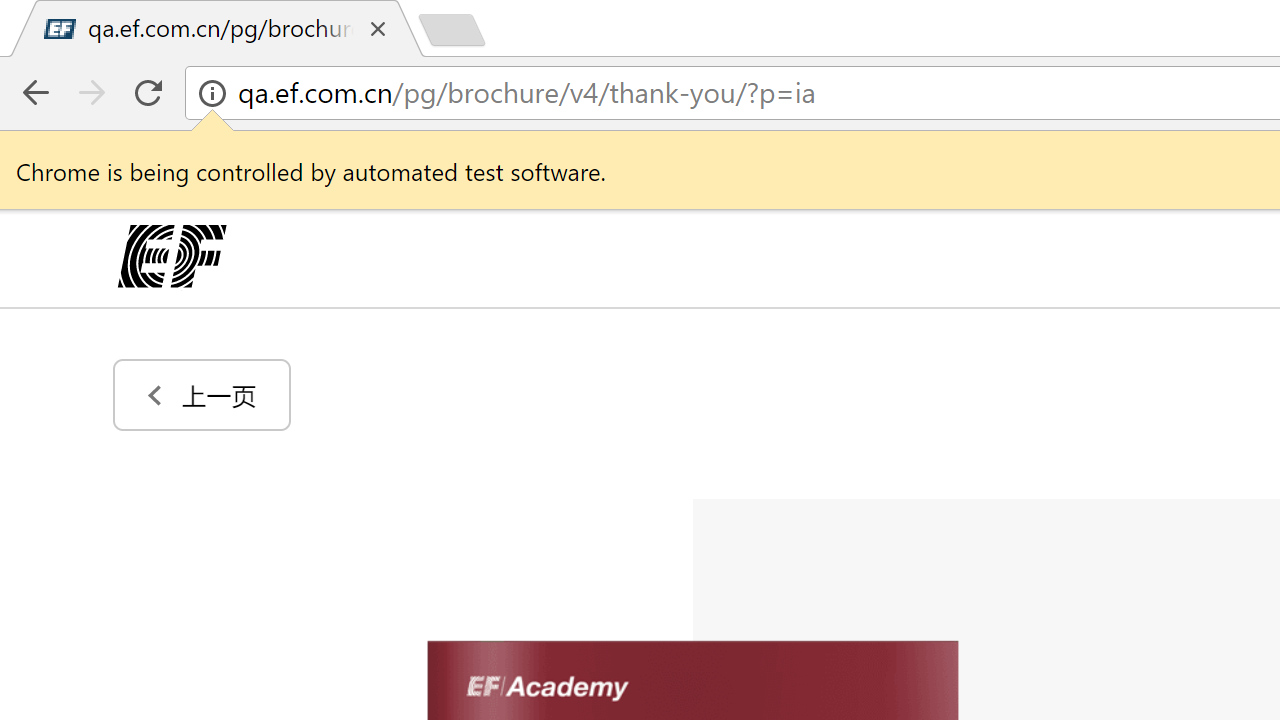 EF qa.ef.com.cn/pg/brochur
qa.ef.com.cn/pg/brochure/v4/thank-you/?p=ia
Chrome is being controlled by automated test software.
EF
上一页
EF Academy